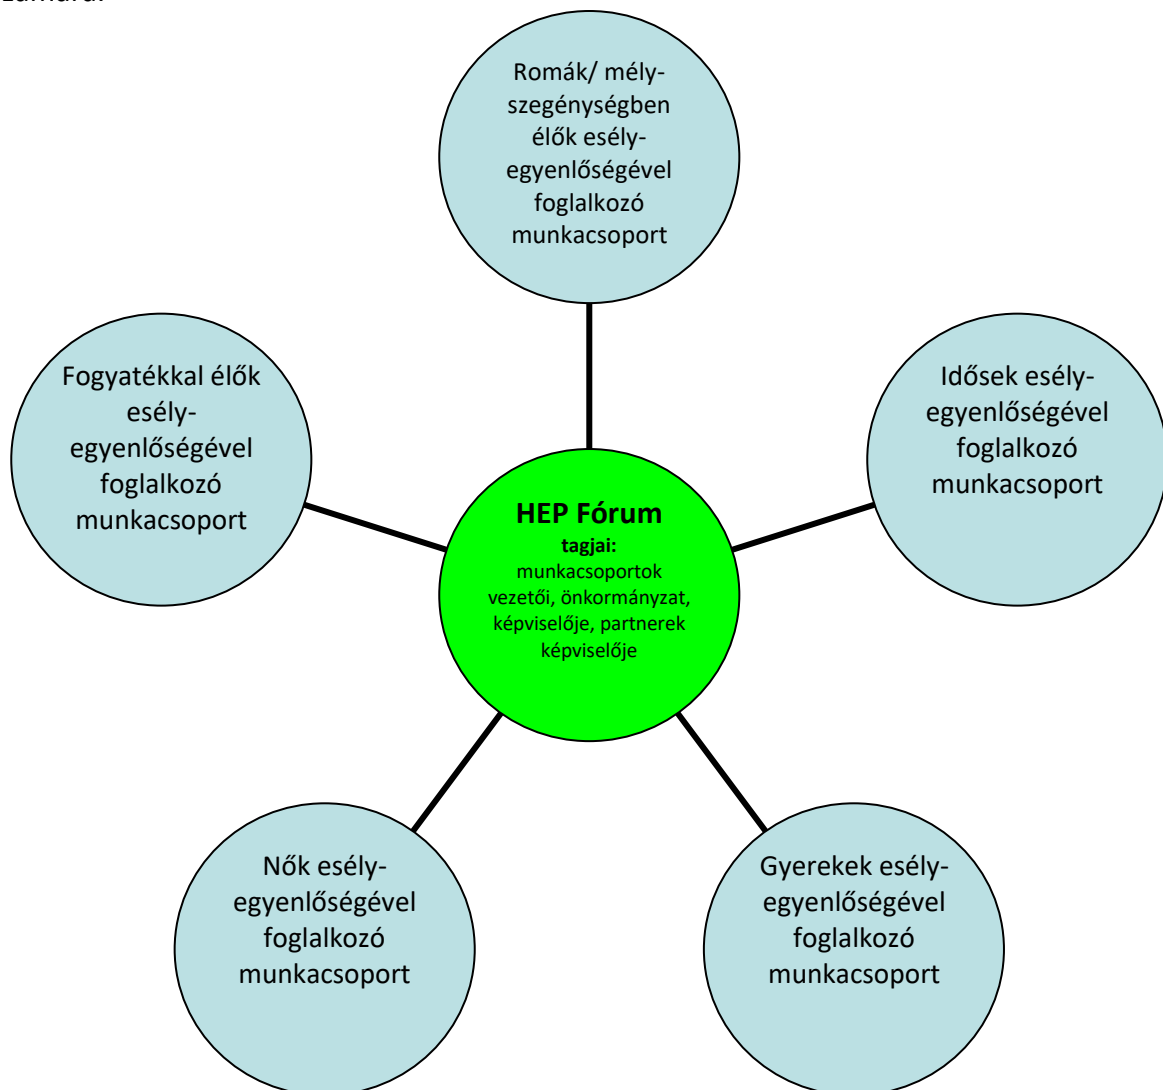 Romák/ mély-
szegénységben
élők esély-
egyenlőségével
foglalkozó
munkacsoport
Fogyatékkal élők
esély-
egyenlőségével
foglalkozó
munkacsoport
Idősek esély-
egyenlőségével
foglalkozó
munkacsoport
HEP Fórum
tagjai:
munkacsoportok
vezetői, önkormányzat,
képviselője, partnerek
képviselője
Nők esély-
egyenlőségével
foglalkozó
munkacsoport
Gyerekek esély-
egyenlőségével
foglalkozó
munkacsoport